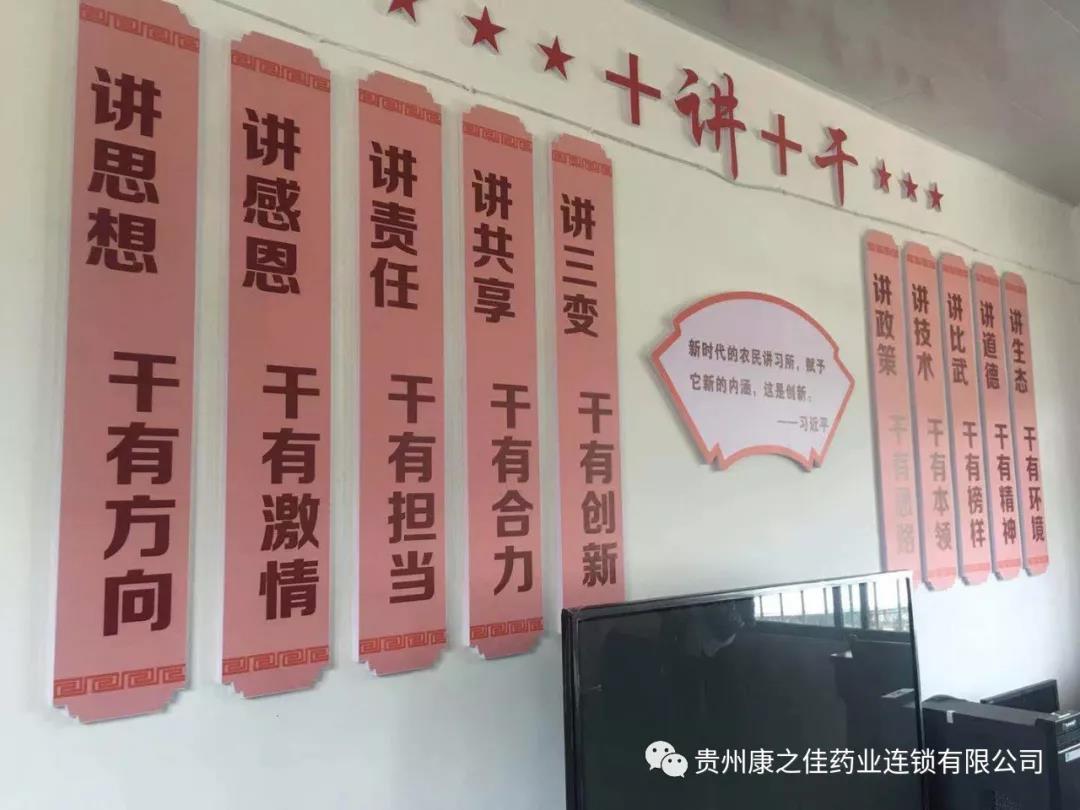 十讲十干
讲思想 干有方向
讲感恩 干有激情
讲责任 干有担当
讲共享 干有合力
讲三变 干有创新
新时代的农民讲习所，赋予
它新的内涵，这是创新。
——习近平
讲政策 干有思路
讲技术 干有本领
讲比武 干有榜样
讲道德 干有精神
讲生态 干有环境
贵州康之佳药业连锁有限公司